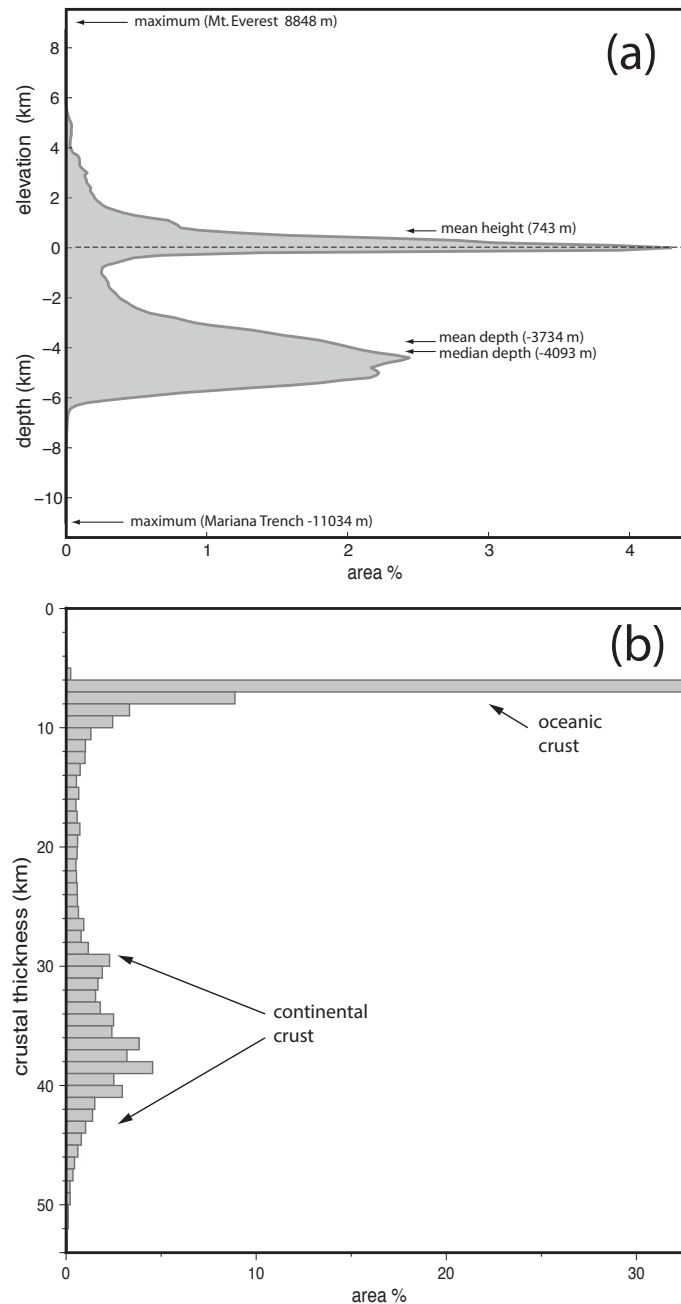 maximum (Mt. Everest 8848 m)
(a)
8
6
4
2
0
−2
−4
−6
−8
−10
elevation (km)
depth (km)
mean height (743 m)
mean depth (-3734 m)
median depth (-4093 m)
maximum (Mariana Trench -11034 m)
0
1
2
3
4
area %
(b)
0
10
20
30
40
50
crustal thickness (km)
oceanic
crust
continental
crust
0
10
20
30
area %